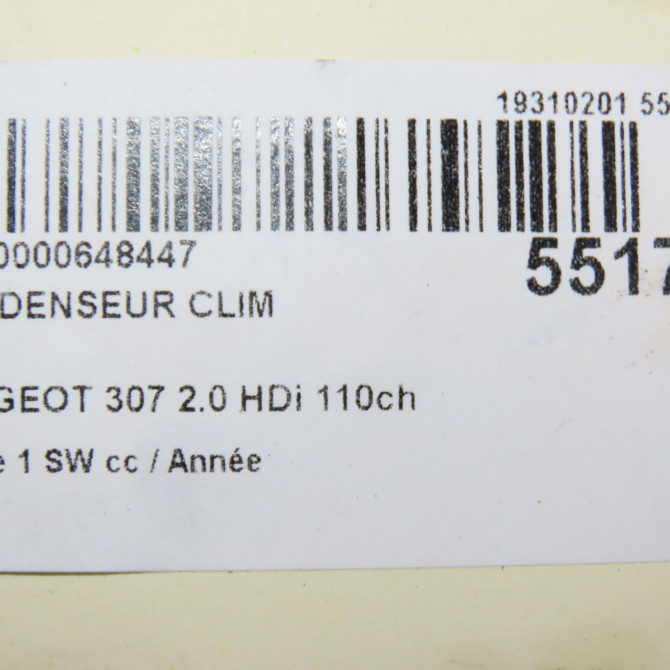 19310201 55
0000648447
5517
DENSEUR CLIM
GEOT 307 2.0 HDi 110ch
e 1 SW cc / Année